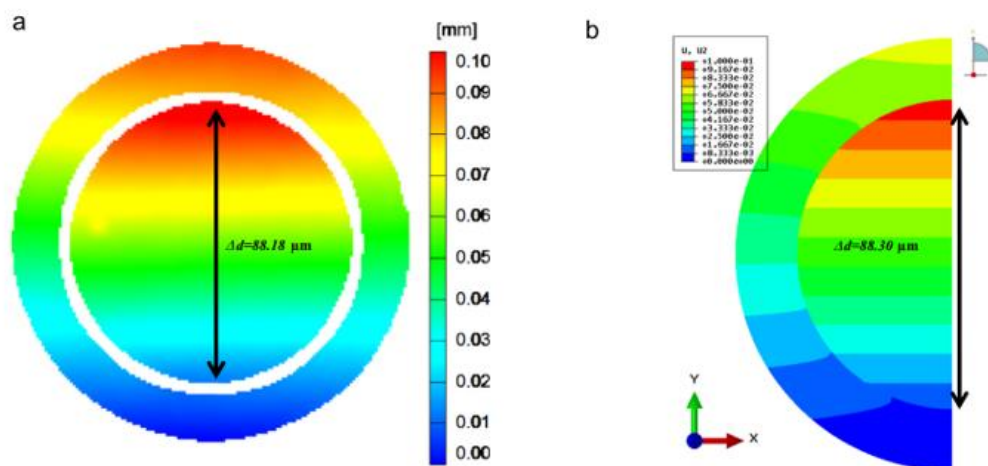 a
[mm]
0.10
0.09
0.08
0.07
0.06
0.05
0.04
0.03
0.02
0.01
0.00
Δd=88.18 μm
b
U, U2
+1.000e-01
+9.167e-02
+8.333e-02
+7.500e-02
+6.667e-02
+5.833e-02
+5.000e-02
+4.167e-02
+3.333e-02
+2.500e-02
+1.667e-02
+8.333e-03
+0.000e+00
Δd=88.30 μm
Y
X